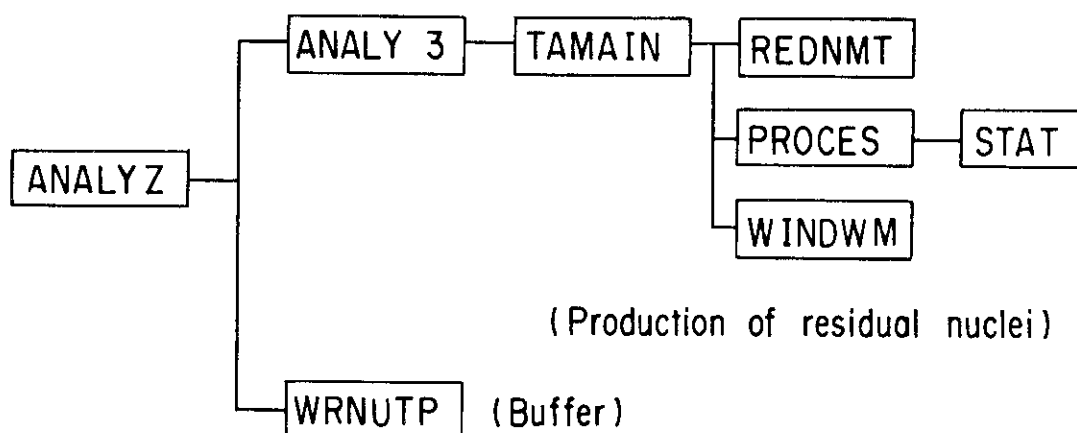 ANALYZ
ANALY 3
TAMAIN
REDNMT
PROCES
STAT
WINDWM
(Production of residual nuclei)
WRNUTP (Buffer)